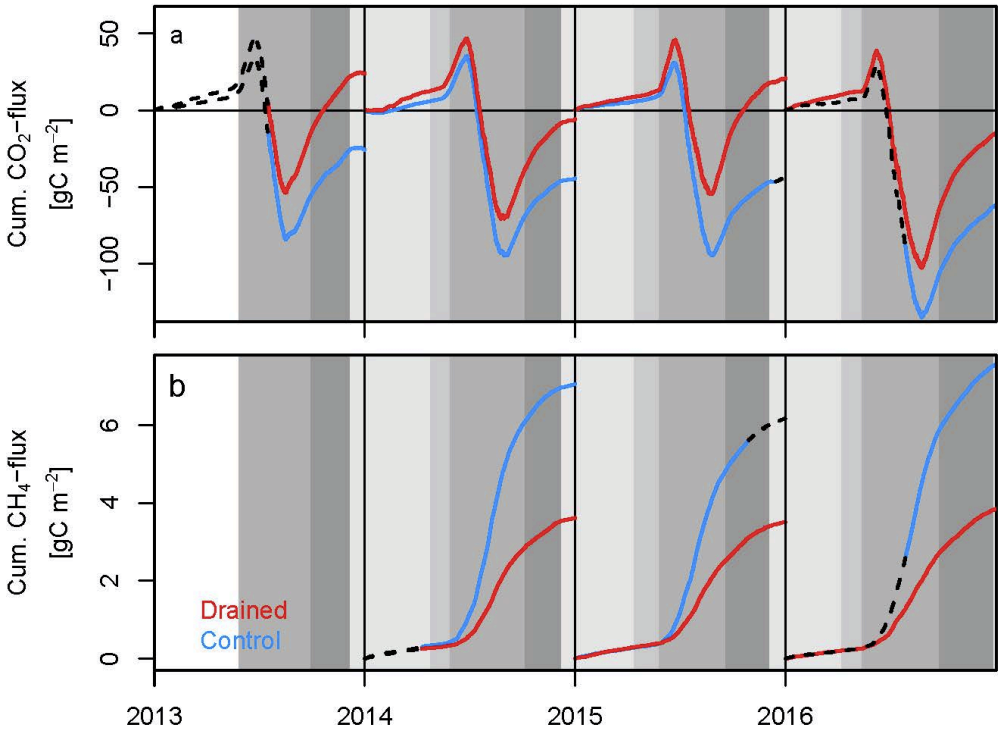 a
50
0
−50
−100
Cum. CO₂−flux
[gC m⁻²]
b
6
4
2
0
Cum. CH₄−flux
[gC m⁻²]
Drained
Control
2013 2014 2015 2016